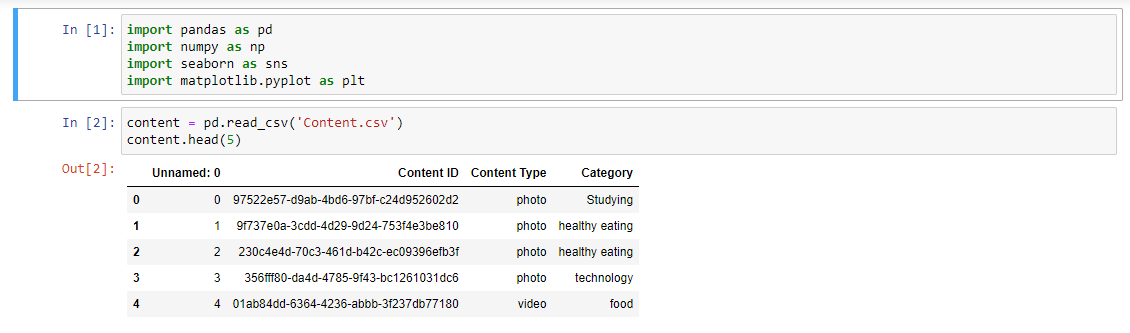 In [1]: import pandas as pd
import numpy as np
import seaborn as sns
import matplotlib.pyplot as plt
In [2]: content = pd.read_csv('Content.csv')
content.head(5)
Out[2]:
Unnamed: 0 Content ID Content Type Category
0 0 97522e57-d9ab-4bd6-97bf-c24d952602d2 photo Studying
1 1 9f737e0a-3cdd-4d29-9d24-753f4e3be810 photo healthy eating
2 2 230c4e4d-70c3-461d-b42c-ec09396efb3f photo healthy eating
3 3 356fff80-da4d-4785-9f43-bc1261031dc6 photo technology
4 4 01ab84dd-6364-4236-abbb-3f237db77180 video food